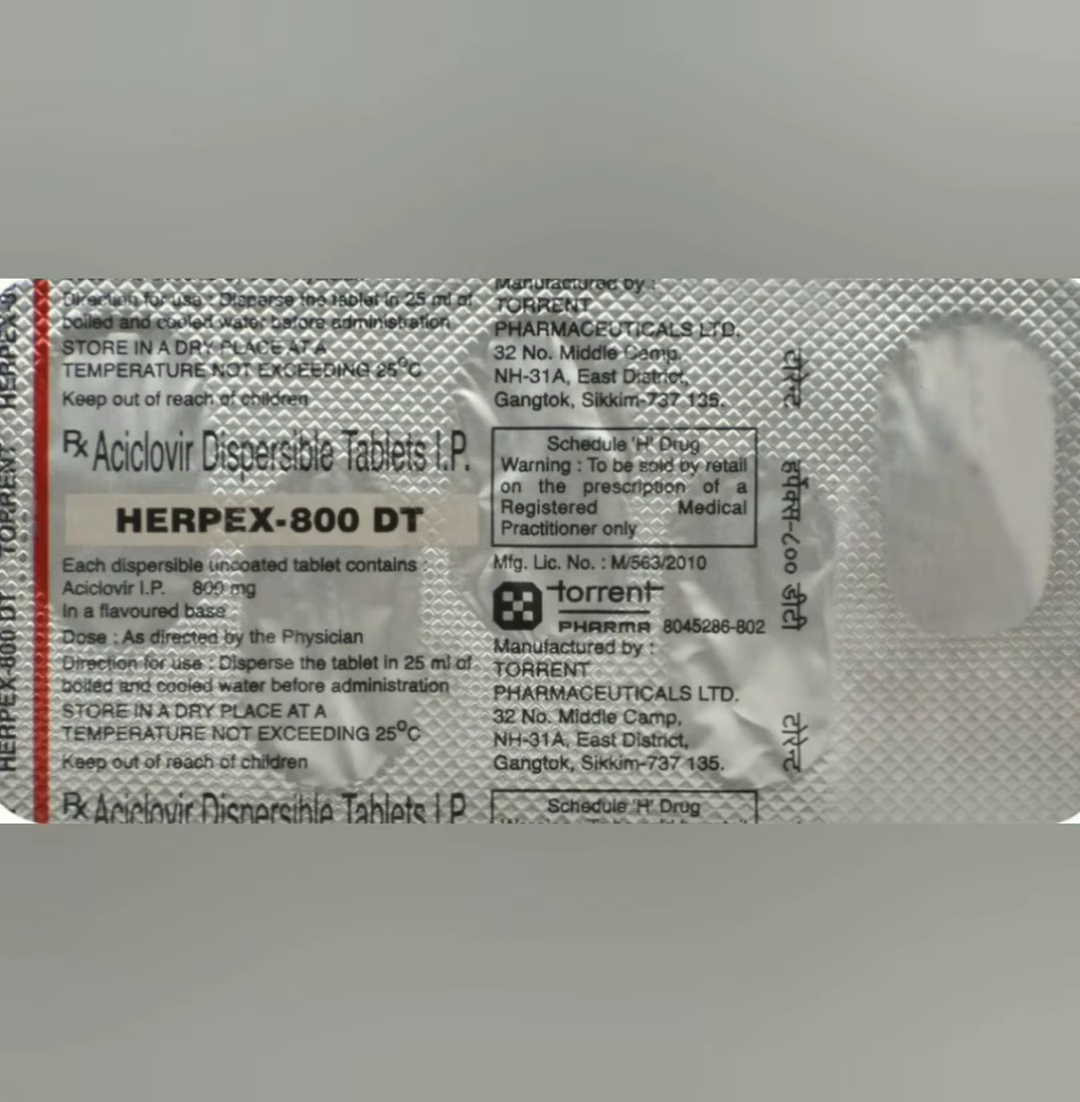 HERPEX-800 DT . TORRENT. HERPEX-8
Direction for use : Disperse the tablet in 25 ml of
boiled and cooled water before administration
STORE IN A DRY PLACE AT A
TEMPERATURE NOT EXCEEDING 25°C
Keep out of reach of children
Rx Aciclovir Dispersible Tablets I.P.
HERPEX-800 DT
Each dispersible uncoated tablet contains :
Aciclovir I.P. 800 mg
In a flavoured base
Dose : As directed by the Physician
Direction for use : Disperse the tablet in 25 ml of
boiled and cooled water before administration
STORE IN A DRY PLACE AT A
TEMPERATURE NOT EXCEEDING 25°C
Keep out of reach of children
Rx Aciclovir Dispersible Tablets I.P
Manufactured by :
TORRENT
PHARMACEUTICALS LTD.
32 No. Middle Camp,
NH-31A, East District,
Gangtok, Sikkim-737 135.
Schedule 'H' Drug
Warning : To be sold by retail
on the prescription of a
Registered Medical
Practitioner only
Mfg. Lic. No. : M/563/2010
torrent
PHARMA 8045286-802
Manufactured by :
TORRENT
PHARMACEUTICALS LTD.
32 No. Middle Camp,
NH-31A, East District,
Gangtok, Sikkim-737 135.
Schedule 'H' Drug
हर्पेक्स-८०० डीटी